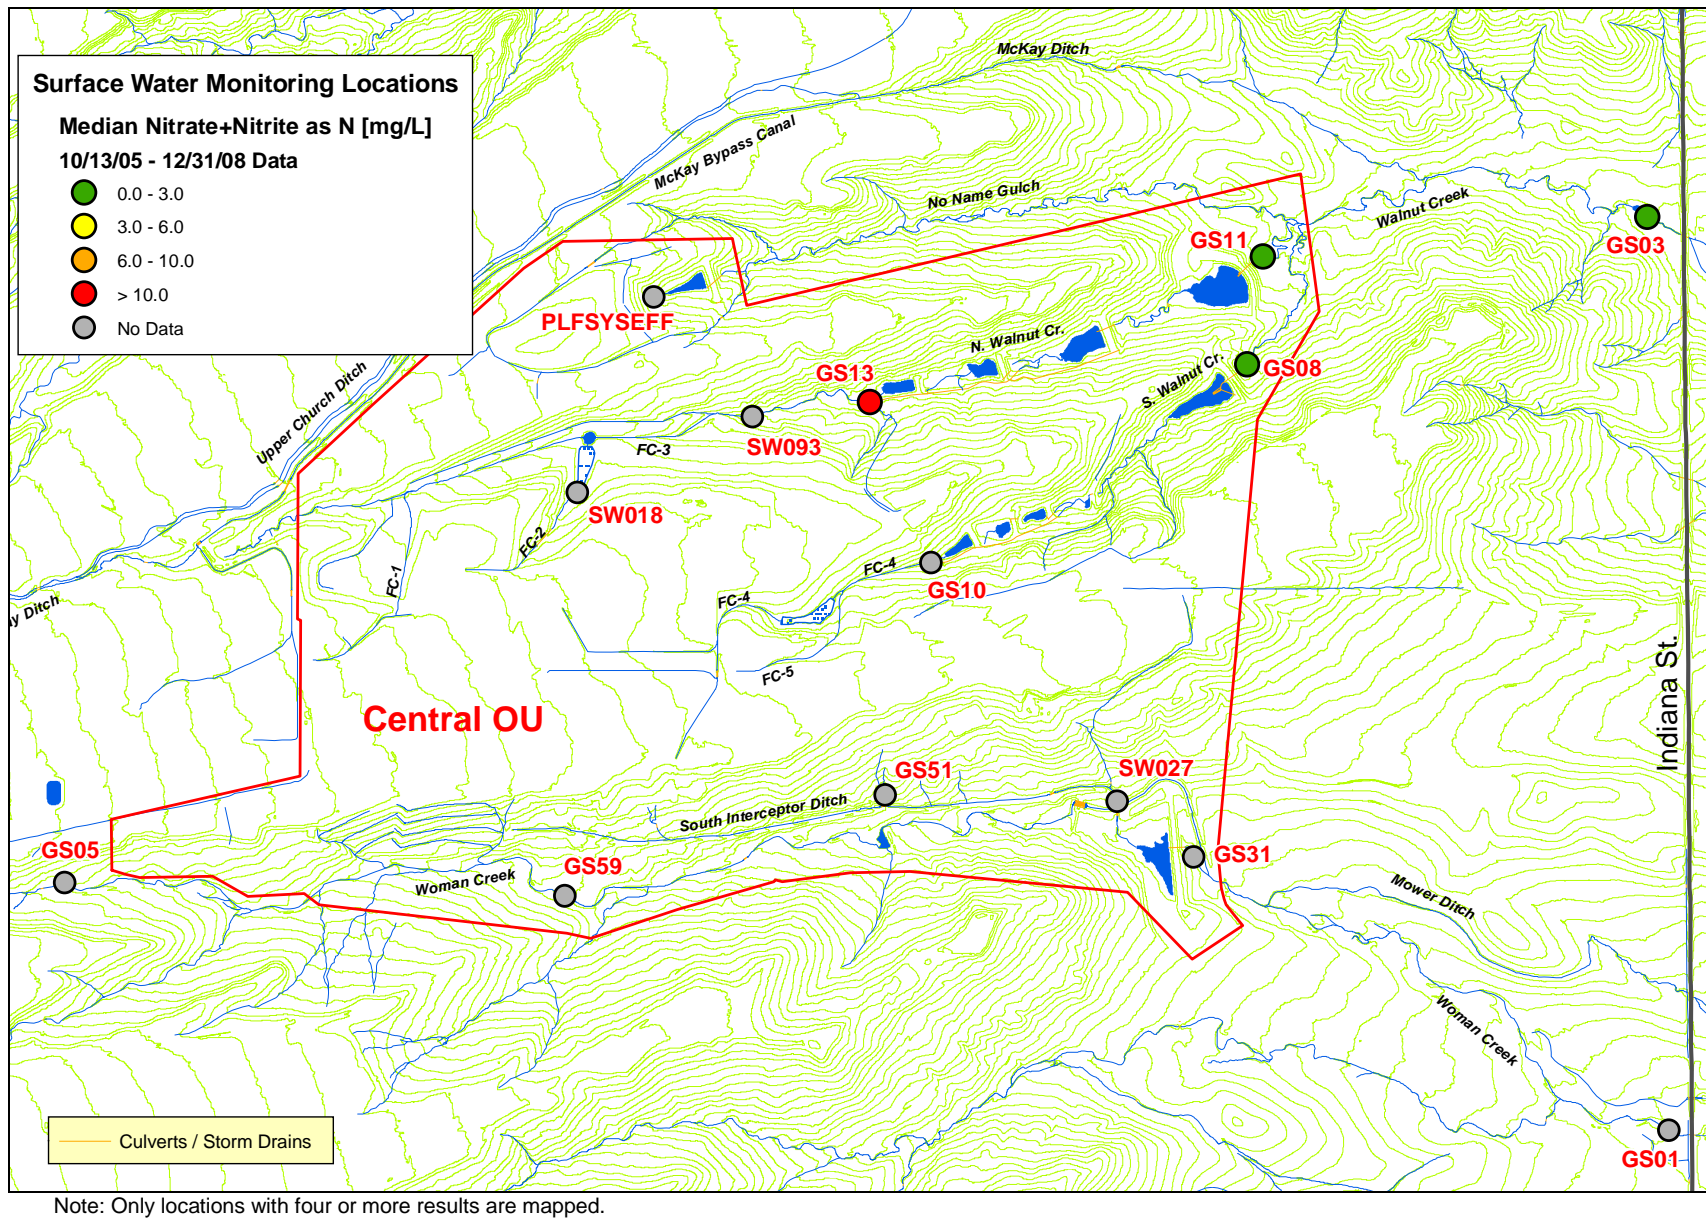 Surface Water Monitoring Locations
Median Nitrate+Nitrite as N [mg/L]
10/13/05 - 12/31/08 Data
0.0 - 3.0
3.0 - 6.0
6.0 - 10.0
> 10.0
No Data
McKay Ditch
McKay Bypass Canal
No Name Gulch
Walnut Creek
GS03
GS11
PLFSYSEFF
N. Walnut Cr.
GS08
S. Walnut Cr.
GS13
Upper Church Ditch
SW093
FC-3
SW018
FC-2
FC-1
FC-4
GS10
FC-4
ay Ditch
FC-5
Indiana St.
Central OU
GS51
SW027
South Interceptor Ditch
GS05
GS59
Woman Creek
GS31
Mower Ditch
Woman Creek
Culverts / Storm Drains
GS01
Note: Only locations with four or more results are mapped.